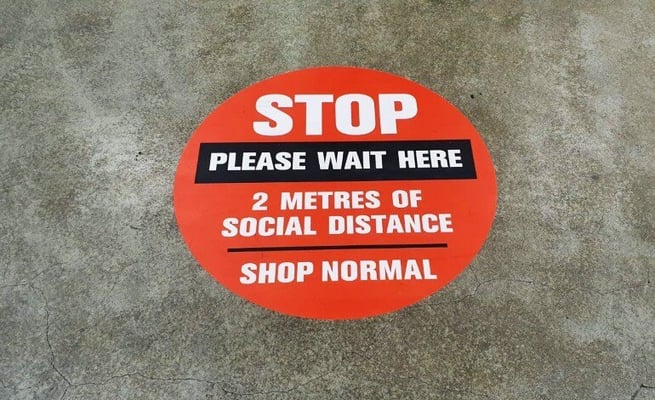 STOP
PLEASE WAIT HERE
2 METRES OF
SOCIAL DISTANCE
SHOP NORMAL